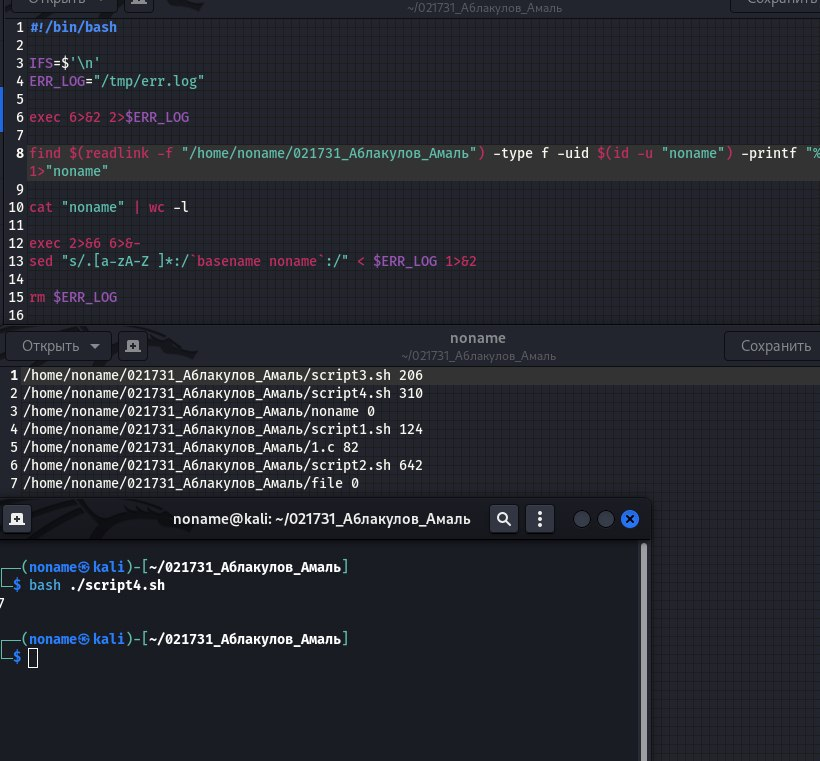 Открыть
~/021731_Аблакулов_Амаль
Сохранить
1 #!/bin/bash
2
3 IFS=$'\n'
4 ERR_LOG="/tmp/err.log"
5
6 exec 6>&2 2>$ERR_LOG
7
8 find $(readlink -f "/home/noname/021731_Аблакулов_Амаль") -type f -uid $(id -u "noname") -printf "%
1>"noname"
9
10 cat "noname" | wc -l
11
12 exec 2>&6 6>&-
13 sed "s/.[a-zA-Z ]*:/`basename noname`:/" < $ERR_LOG 1>&2
14
15 rm $ERR_LOG
16
Открыть
noname
~/021731_Аблакулов_Амаль
Сохранить
1 /home/noname/021731_Аблакулов_Амаль/script3.sh 206
2 /home/noname/021731_Аблакулов_Амаль/script4.sh 310
3 /home/noname/021731_Аблакулов_Амаль/noname 0
4 /home/noname/021731_Аблакулов_Амаль/script1.sh 124
5 /home/noname/021731_Аблакулов_Амаль/1.c 82
6 /home/noname/021731_Аблакулов_Амаль/script2.sh 642
7 /home/noname/021731_Аблакулов_Амаль/file 0
noname@kali: ~/021731_Аблакулов_Амаль
┌──(noname㉿kali)-[~/021731_Аблакулов_Амаль]
└─$ bash ./script4.sh
7
┌──(noname㉿kali)-[~/021731_Аблакулов_Амаль]
└─$